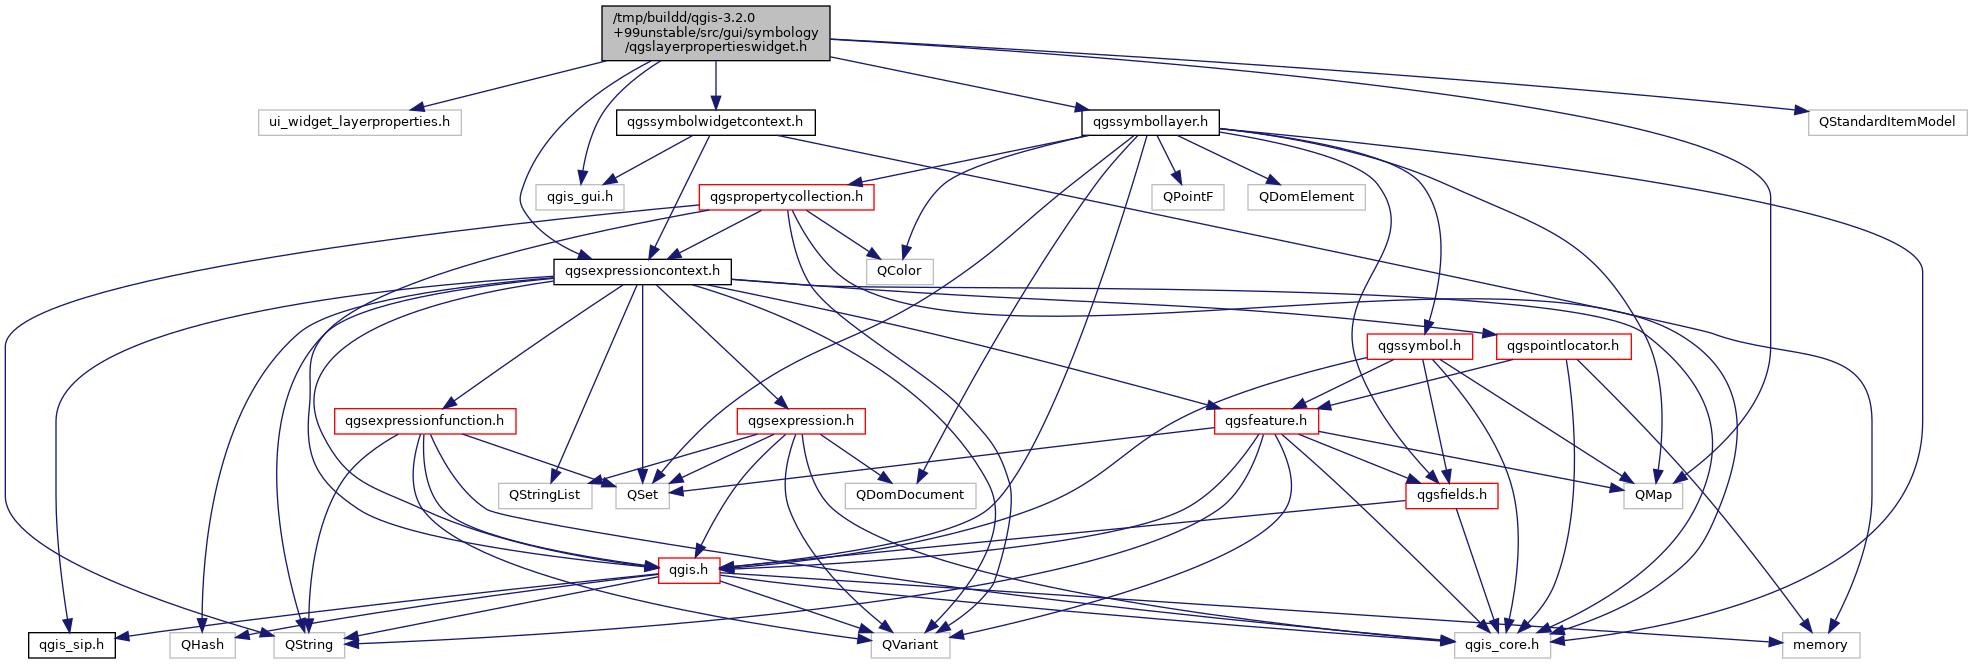 /tmp/buildd/qgis-3.2.0
+99unstable/src/gui/symbology
/qgslayerpropertieswidget.h
ui_widget_layerproperties.h
qgssymbolwidgetcontext.h
qgssymbollayer.h
QStandardItemModel
qgis_gui.h
qgspropertycollection.h
QPointF
QDomElement
qgsexpressioncontext.h
QColor
qgssymbol.h
qgspointlocator.h
qgsexpressionfunction.h
qgsexpression.h
qgsfeature.h
QStringList
QSet
QDomDocument
qgsfields.h
QMap
qgis.h
qgis_sip.h
QHash
QString
QVariant
qgis_core.h
memory